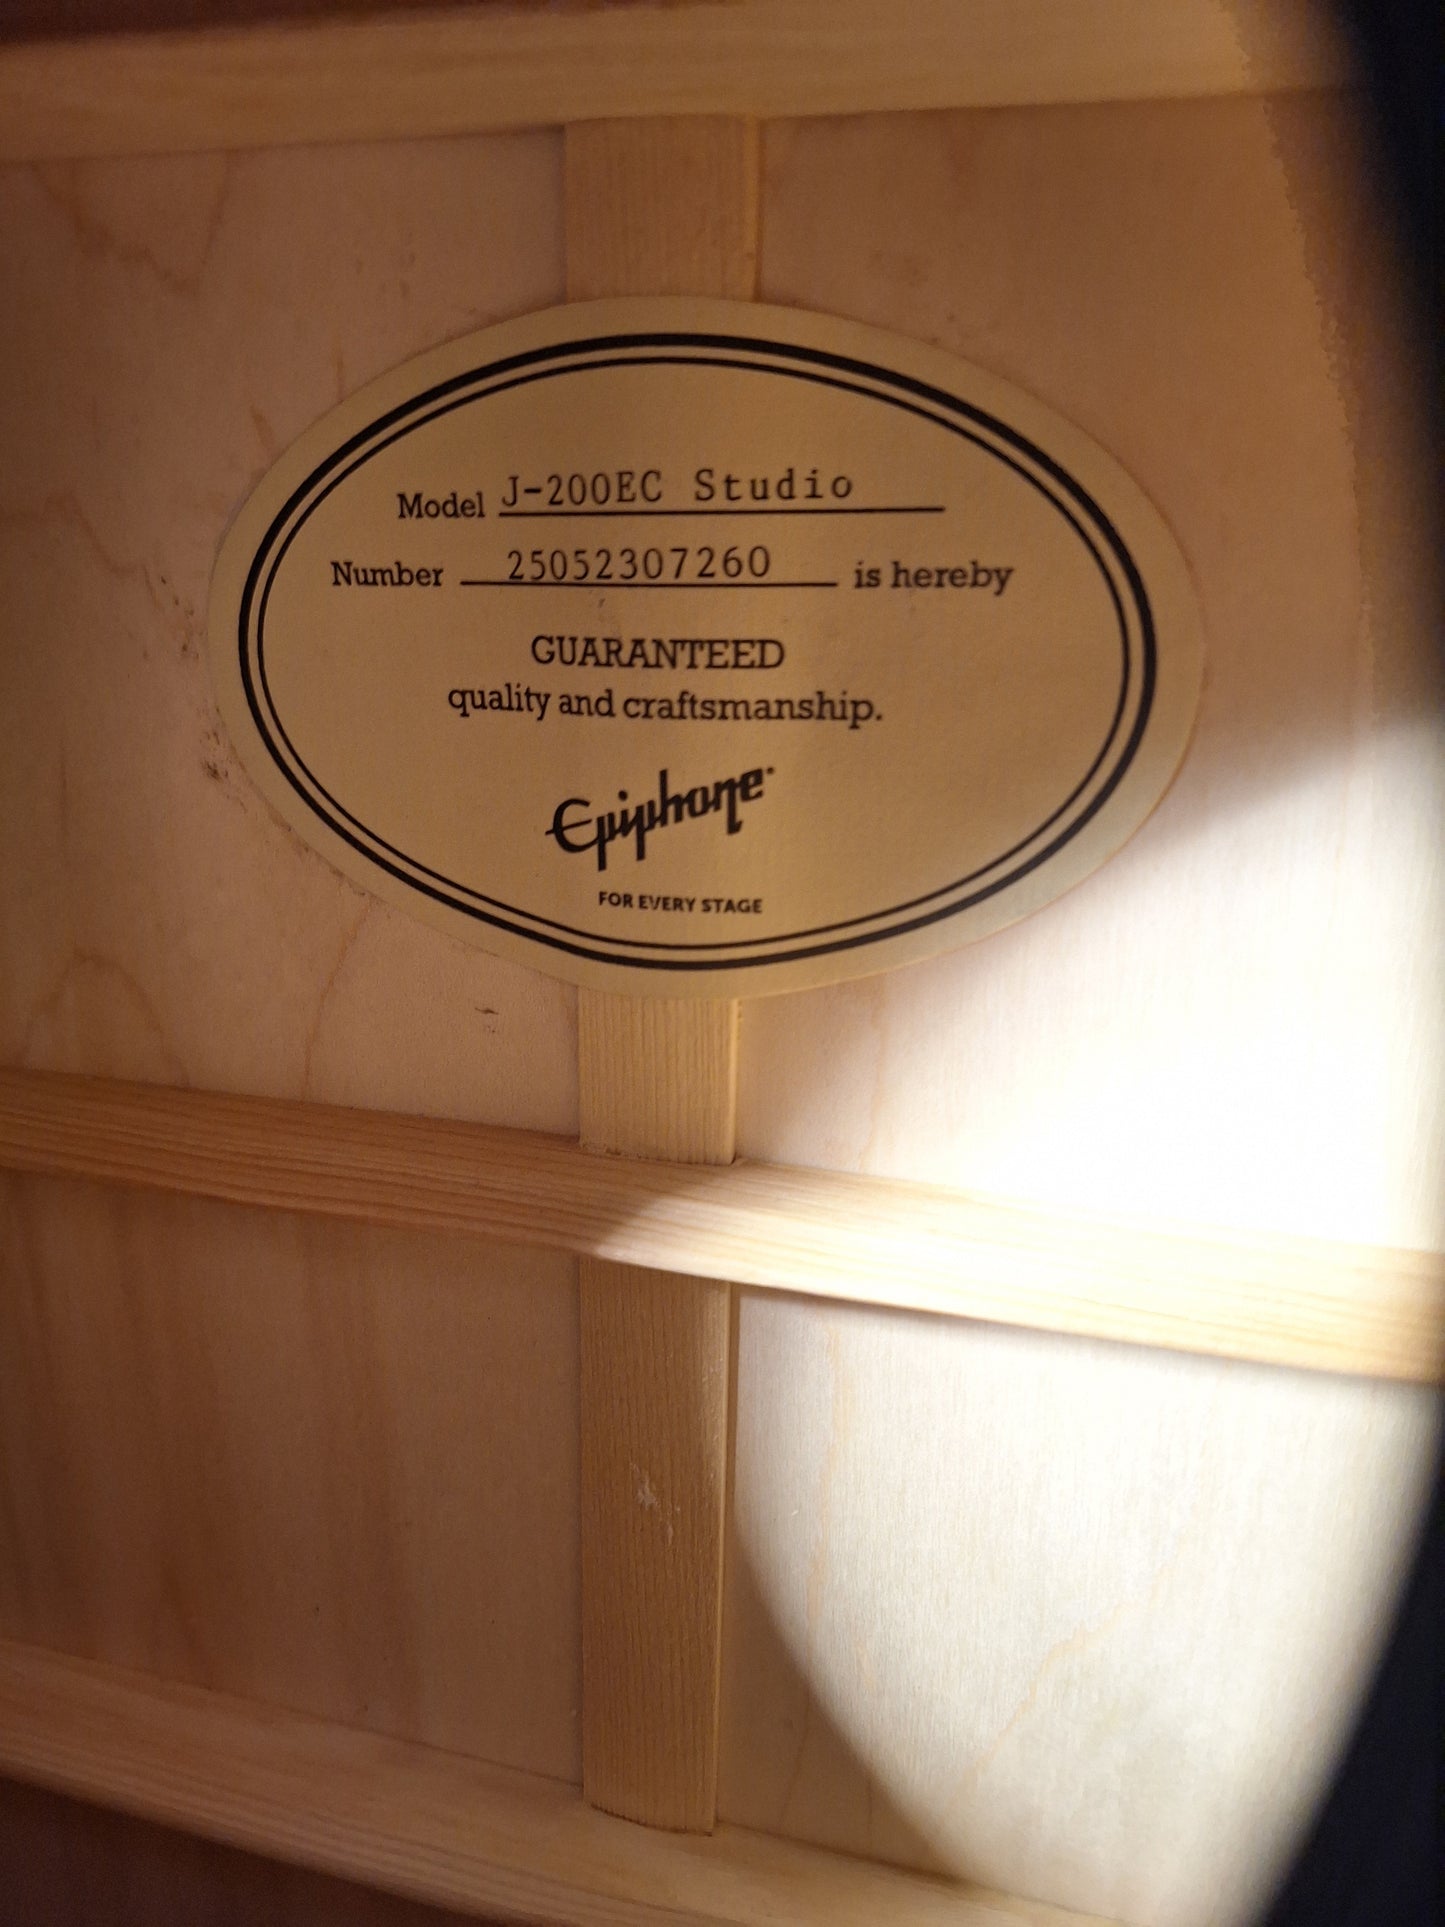 Model J-200EC Studio
Number 25052307260 is hereby
GUARANTEED
quality and craftsmanship.
Epiphone
FOR EVERY STAGE